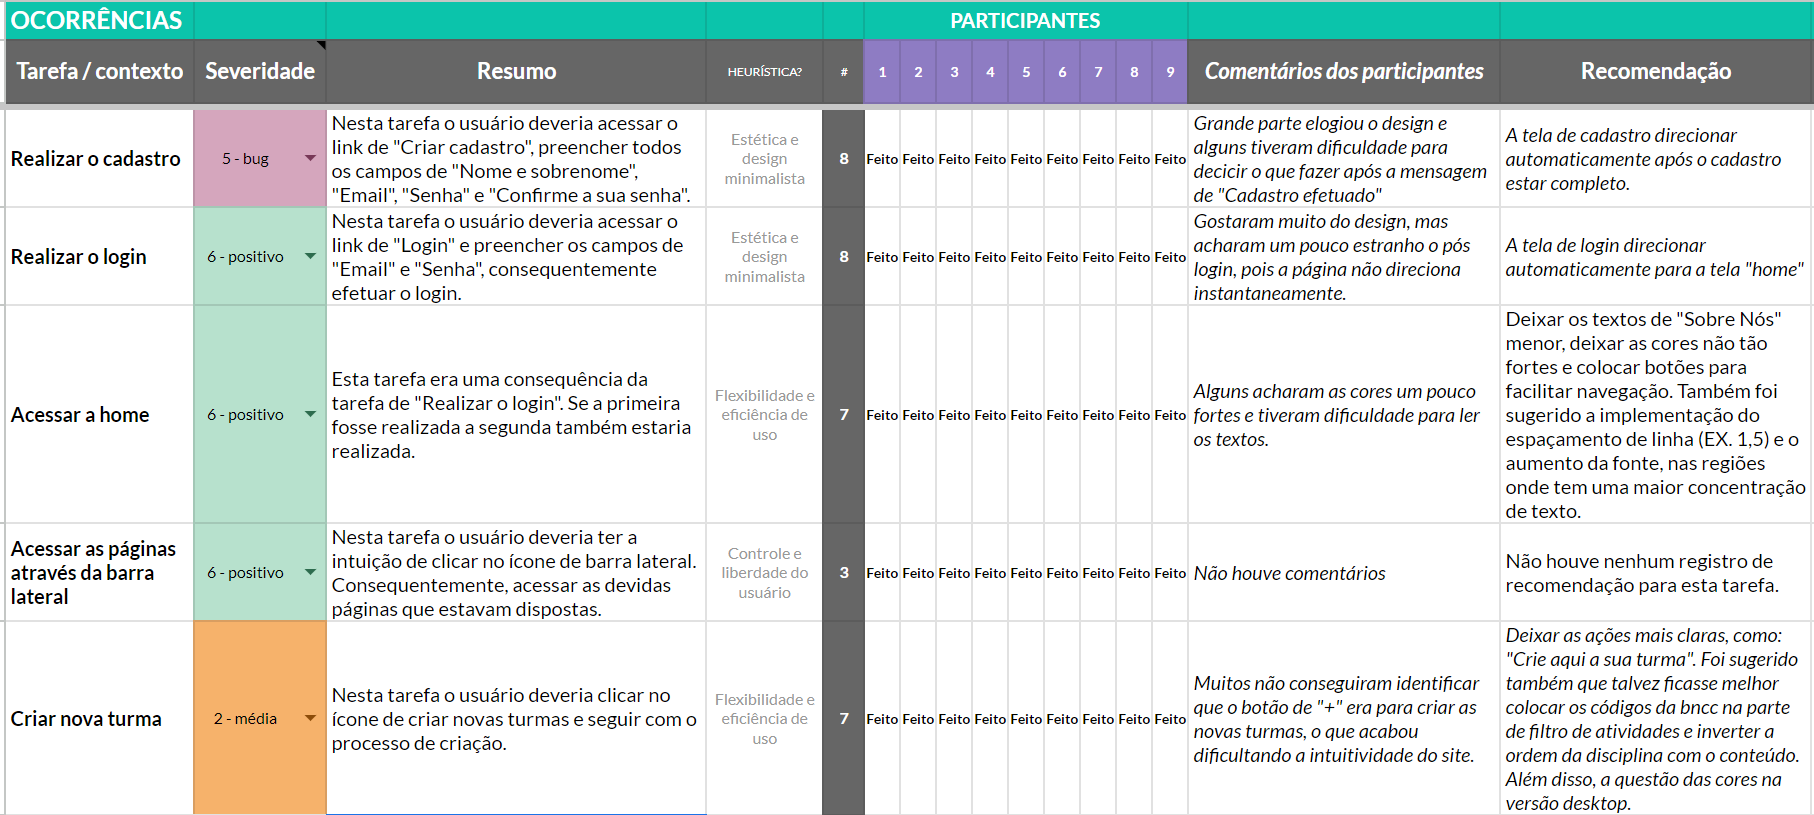 OCORRÊNCIAS
PARTICIPANTES
Tarefa / contexto
Severidade
Resumo
HEURÍSTICA?
#
1 2 3 4 5 6 7 8 9
Comentários dos participantes
Recomendação
Realizar o cadastro
5 - bug
Nesta tarefa o usuário deveria acessar o
link de "Criar cadastro", preencher todos
os campos de "Nome e sobrenome",
"Email", "Senha" e "Confirme a sua senha".
Estética e
design
minimalista
8
Feito Feito Feito Feito Feito Feito Feito Feito Feito
Grande parte elogiou o design e
alguns tiveram dificuldade para
decicir o que fazer após a mensagem
de "Cadastro efetuado"
A tela de cadastro direcionar
automaticamente após o cadastro
estar completo.
Realizar o login
6 - positivo
Nesta tarefa o usuário deveria acessar o
link de "Login" e preencher os campos de
"Email" e "Senha", consequentemente
efetuar o login.
Estética e
design
minimalista
8
Feito Feito Feito Feito Feito Feito Feito Feito Feito
Gostaram muito do design, mas
acharam um pouco estranho o pós
login, pois a página não direciona
instantaneamente.
A tela de login direcionar
automaticamente para a tela "home"
Acessar a home
6 - positivo
Esta tarefa era uma consequência da
tarefa de "Realizar o login". Se a primeira
fosse realizada a segunda também estaria
realizada.
Flexibilidade e
eficiência de
uso
7
Feito Feito Feito Feito Feito Feito Feito Feito Feito
Alguns acharam as cores um pouco
fortes e tiveram dificuldade para ler
os textos.
Deixar os textos de "Sobre Nós"
menor, deixar as cores não tão
fortes e colocar botões para
facilitar navegação. Também foi
sugerido a implementação do
espaçamento de linha (EX. 1,5) e o
aumento da fonte, nas regiões
onde tem uma maior concentração
de texto.
Acessar as páginas
através da barra
lateral
6 - positivo
Nesta tarefa o usuário deveria ter a
intuição de clicar no ícone de barra lateral.
Consequentemente, acessar as devidas
páginas que estavam dispostas.
Controle e
liberdade do
usuário
3
Feito Feito Feito Feito Feito Feito Feito Feito Feito
Não houve comentários
Não houve nenhum registro de
recomendação para esta tarefa.
Criar nova turma
2 - média
Nesta tarefa o usuário deveria clicar no
ícone de criar novas turmas e seguir com o
processo de criação.
Flexibilidade e
eficiência de
uso
7
Feito Feito Feito Feito Feito Feito Feito Feito Feito
Muitos não conseguiram identificar
que o botão de "+" era para criar as
novas turmas, o que acabou
dificultando a intuitividade do site.
Deixar as ações mais claras, como:
"Crie aqui a sua turma". Foi sugerido
também que talvez ficasse melhor
colocar os códigos da bncc na parte
de filtro de atividades e inverter a
ordem da disciplina com o conteúdo.
Além disso, a questão das cores na
versão desktop.